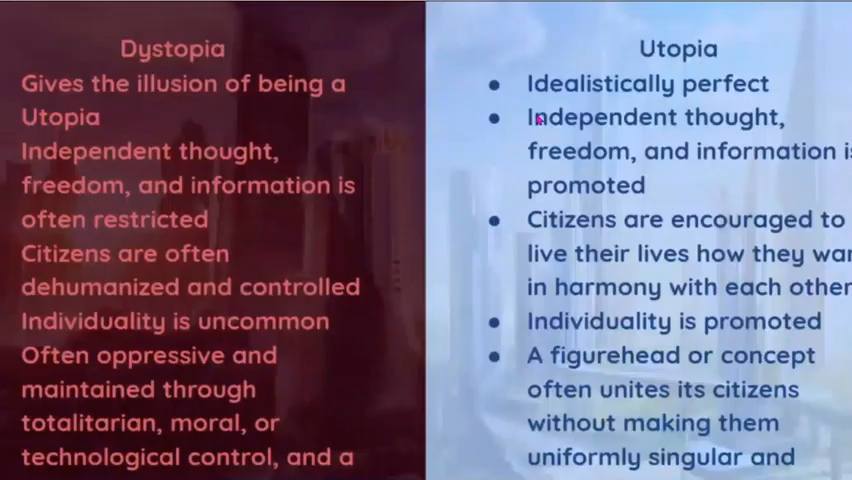 Dystopia
Gives the illusion of being a
Utopia
Independent thought,
freedom, and information is
often restricted
Citizens are often
dehumanized and controlled
Individuality is uncommon
Often oppressive and
maintained through
totalitarian, moral, or
technological control, and a
Utopia
● Idealistically perfect
● Independent thought,
freedom, and information is
promoted
● Citizens are encouraged to
live their lives how they
in harmony with each other
● Individuality is promoted
● A figurehead or concept
often unites its citizens
without making them
uniformly singular and